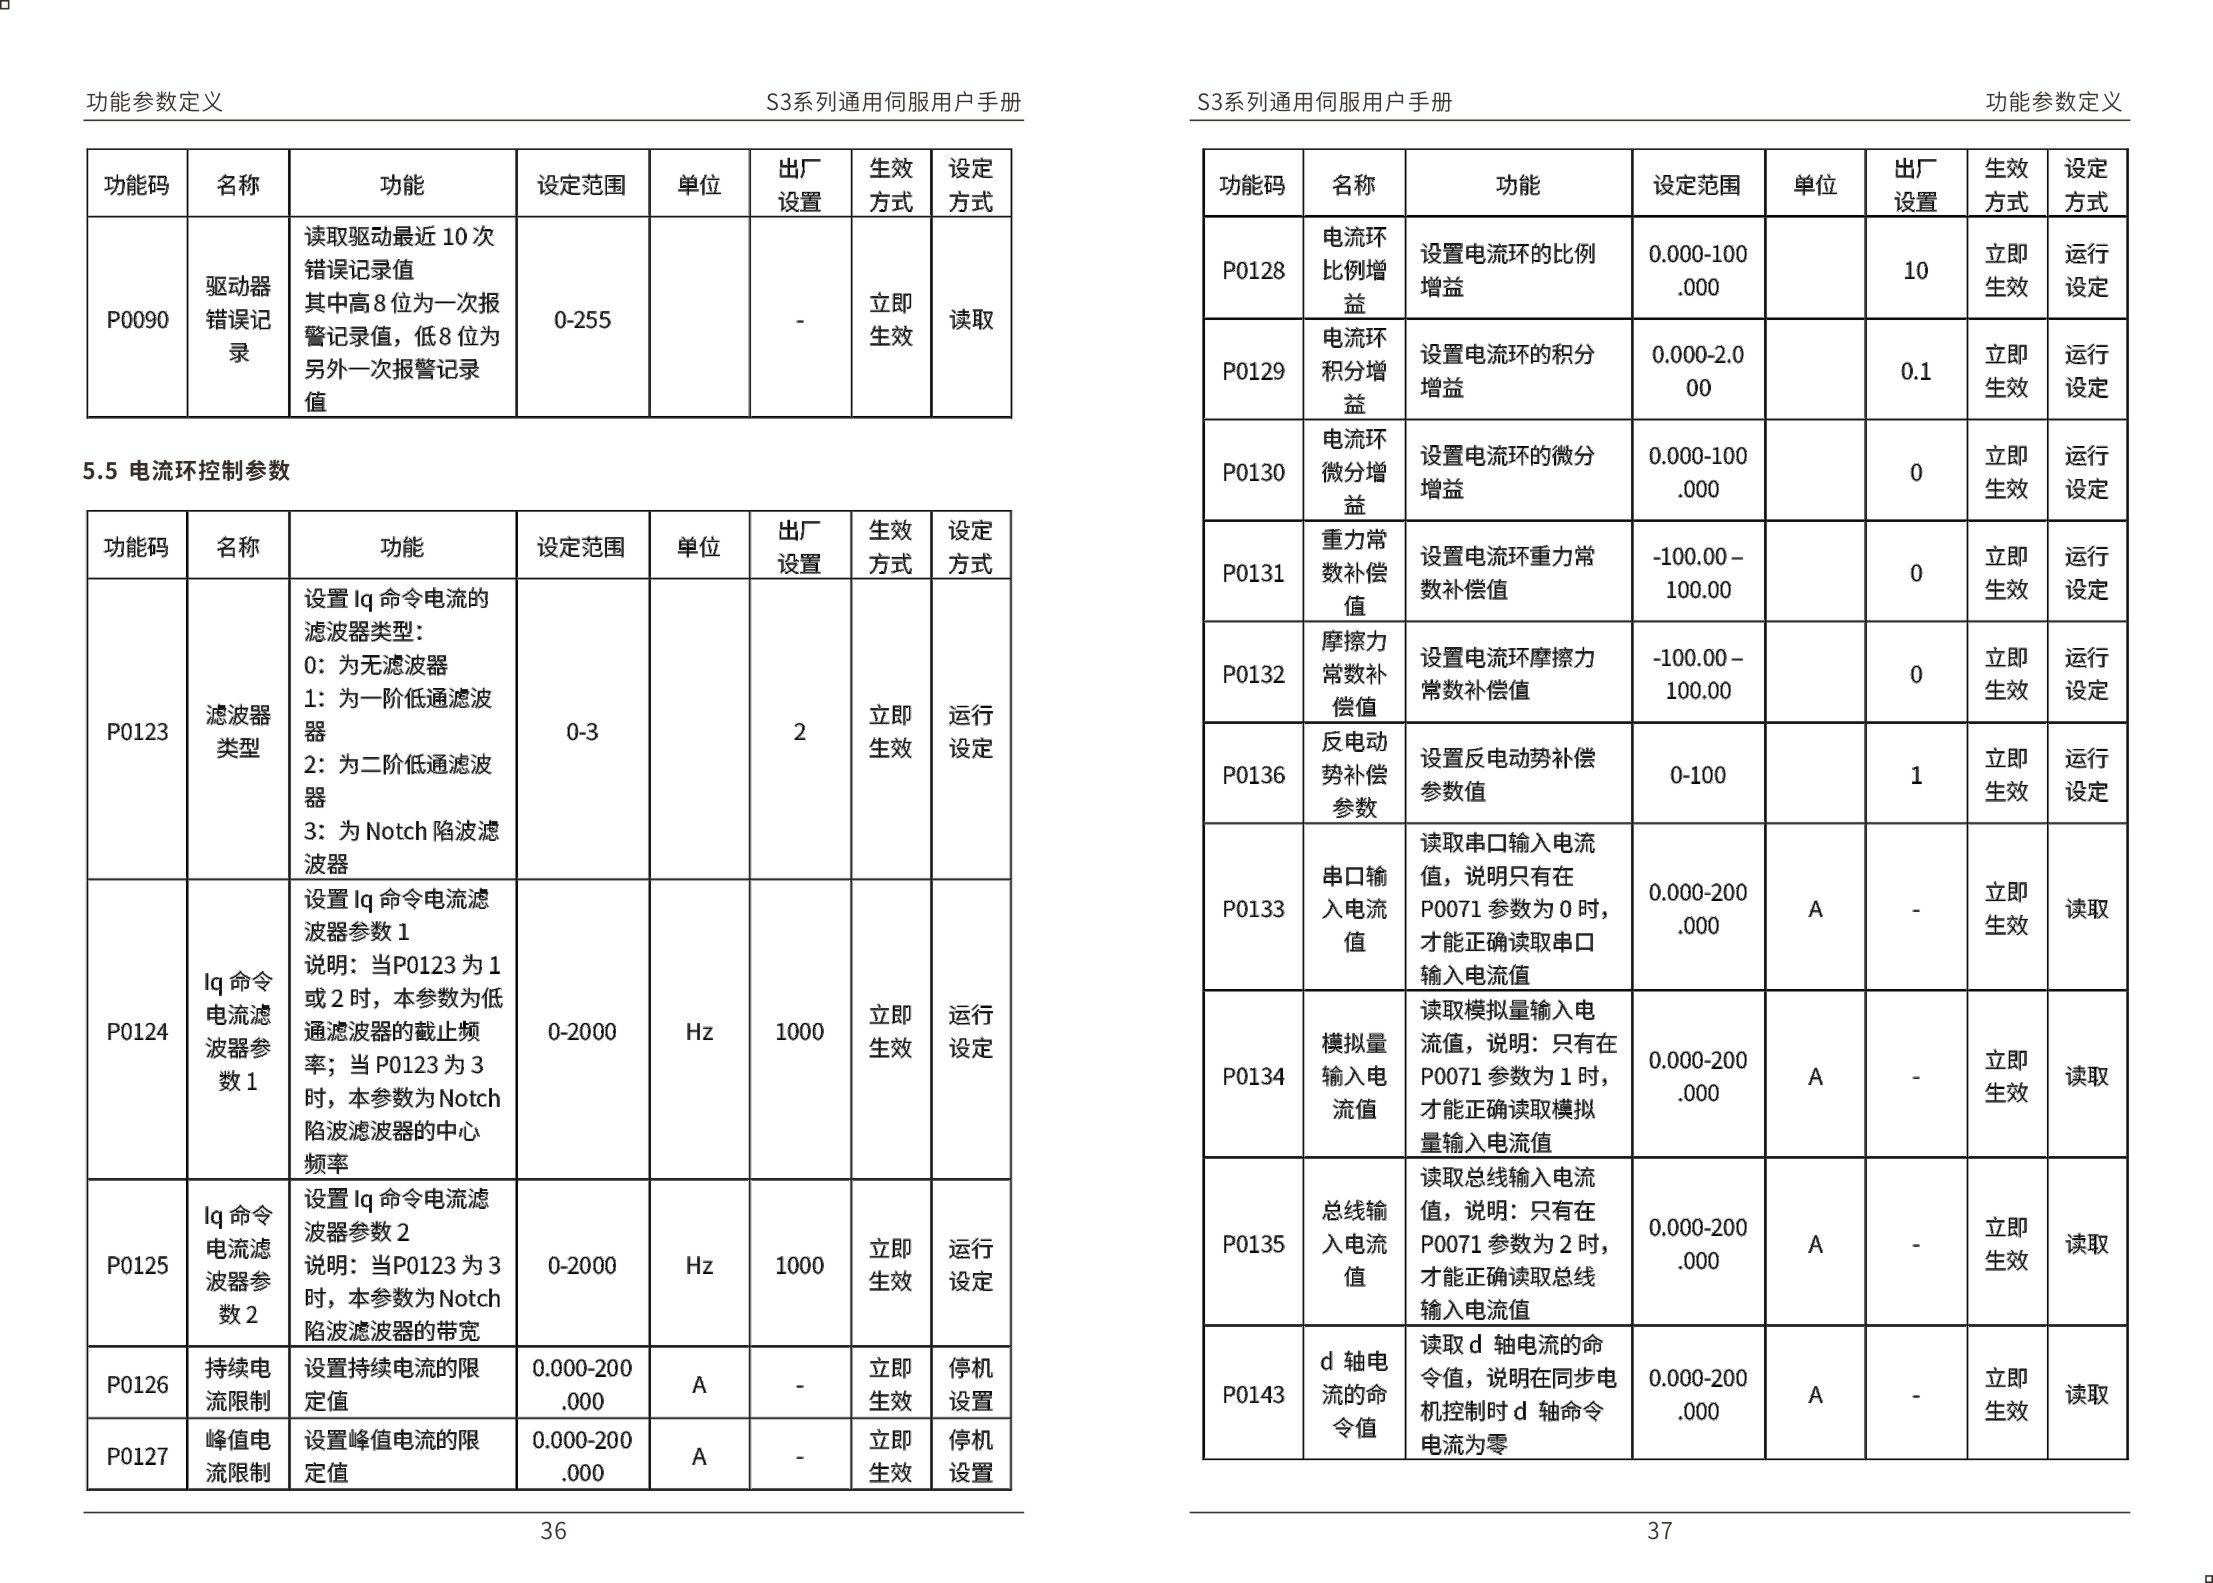 功能参数定义 S3系列通用伺服用户手册
功能码 名称 功能 设定范围 单位 出厂设置 生效方式 设定方式
P0090 驱动器错误记录 读取驱动最近 10 次
错误记录值
其中高 8 位为一次报
警记录值，低 8 位为
另外一次报警记录
值 0-255 - 立即生效 读取
5.5 电流环控制参数
功能码 名称 功能 设定范围 单位 出厂设置 生效方式 设定方式
P0123 滤波器类型 设置 Iq 命令电流的
滤波器类型：
0：为无滤波器
1：为一阶低通滤波
器
2：为二阶低通滤波
器
3：为 Notch 陷波滤
波器 0-3 2 立即生效 运行设定
P0124 Iq 命令电流滤波器参数 1 设置 Iq 命令电流滤
波器参数 1
说明：当P0123 为 1
或 2 时，本参数为低
通滤波器的截止频
率；当 P0123 为 3
时，本参数为 Notch
陷波滤波器的中心
频率 0-2000 Hz 1000 立即生效 运行设定
P0125 Iq 命令电流滤波器参数 2 设置 Iq 命令电流滤
波器参数 2
说明：当P0123 为 3
时，本参数为 Notch
陷波滤波器的带宽 0-2000 Hz 1000 立即生效 运行设定
P0126 持续电流限制 设置持续电流的限
定值 0.000-200.000 A - 立即生效 停机设置
P0127 峰值电流限制 设置峰值电流的限
定值 0.000-200.000 A - 立即生效 停机设置
36
S3系列通用伺服用户手册 功能参数定义
功能码 名称 功能 设定范围 单位 出厂设置 生效方式 设定方式
P0128 电流环比例增益 设置电流环的比例
增益 0.000-100.000 10 立即生效 运行设定
P0129 电流环积分增益 设置电流环的积分
增益 0.000-2.000 0.1 立即生效 运行设定
P0130 电流环微分增益 设置电流环的微分
增益 0.000-100.000 0 立即生效 运行设定
P0131 重力常数补偿值 设置电流环重力常
数补偿值 -100.00 – 100.00 0 立即生效 运行设定
P0132 摩擦力常数补偿值 设置电流环摩擦力
常数补偿值 -100.00 – 100.00 0 立即生效 运行设定
P0136 反电动势补偿参数 设置反电动势补偿
参数值 0-100 1 立即生效 运行设定
P0133 串口输入电流值 读取串口输入电流
值，说明只有在
P0071 参数为 0 时，
才能正确读取串口
输入电流值 0.000-200.000 A - 立即生效 读取
P0134 模拟量输入电流值 读取模拟量输入电
流值，说明：只有在
P0071 参数为 1 时，
才能正确读取模拟
量输入电流值 0.000-200.000 A - 立即生效 读取
P0135 总线输入电流值 读取总线输入电流
值，说明：只有在
P0071 参数为 2 时，
才能正确读取总线
输入电流值 0.000-200.000 A - 立即生效 读取
P0143 d 轴电流的命令值 读取 d 轴电流的命
令值，说明在同步电
机控制时 d 轴命令
电流为零 0.000-200.000 A - 立即生效 读取
37